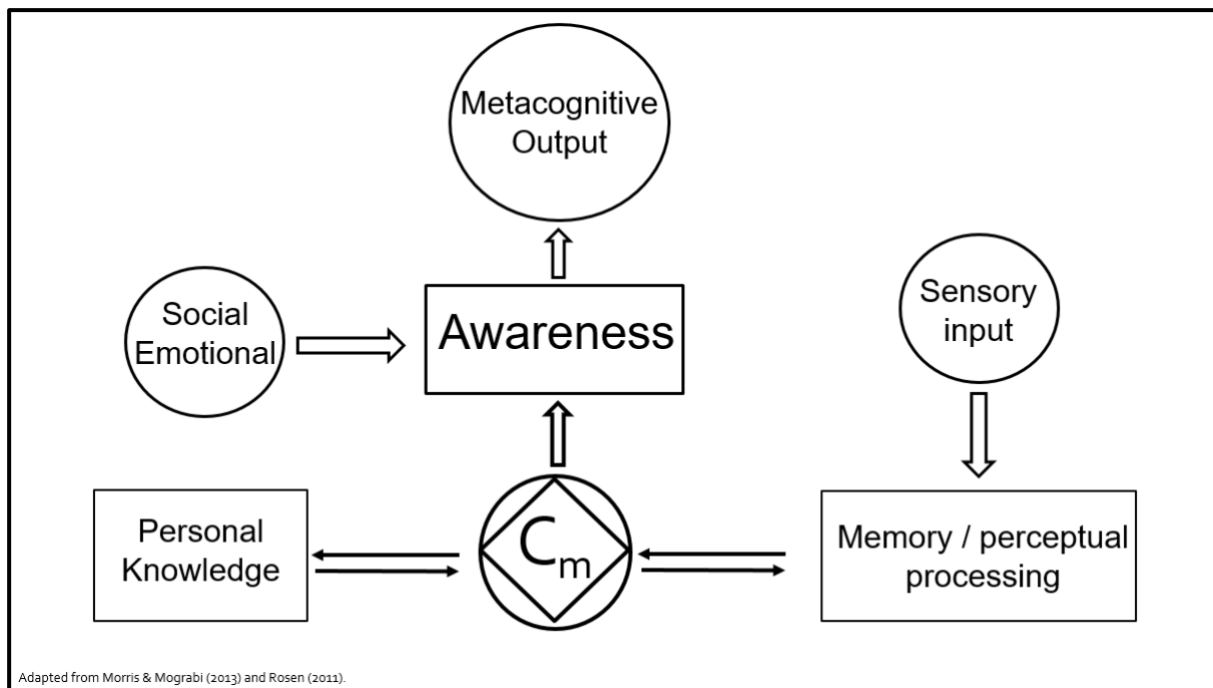 Metacognitive
Output
Social
Emotional
Awareness
Sensory
input
Personal
Knowledge
Cm
Memory / perceptual
processing
Adapted from Morris & Mograbi (2013) and Rosen (2011).